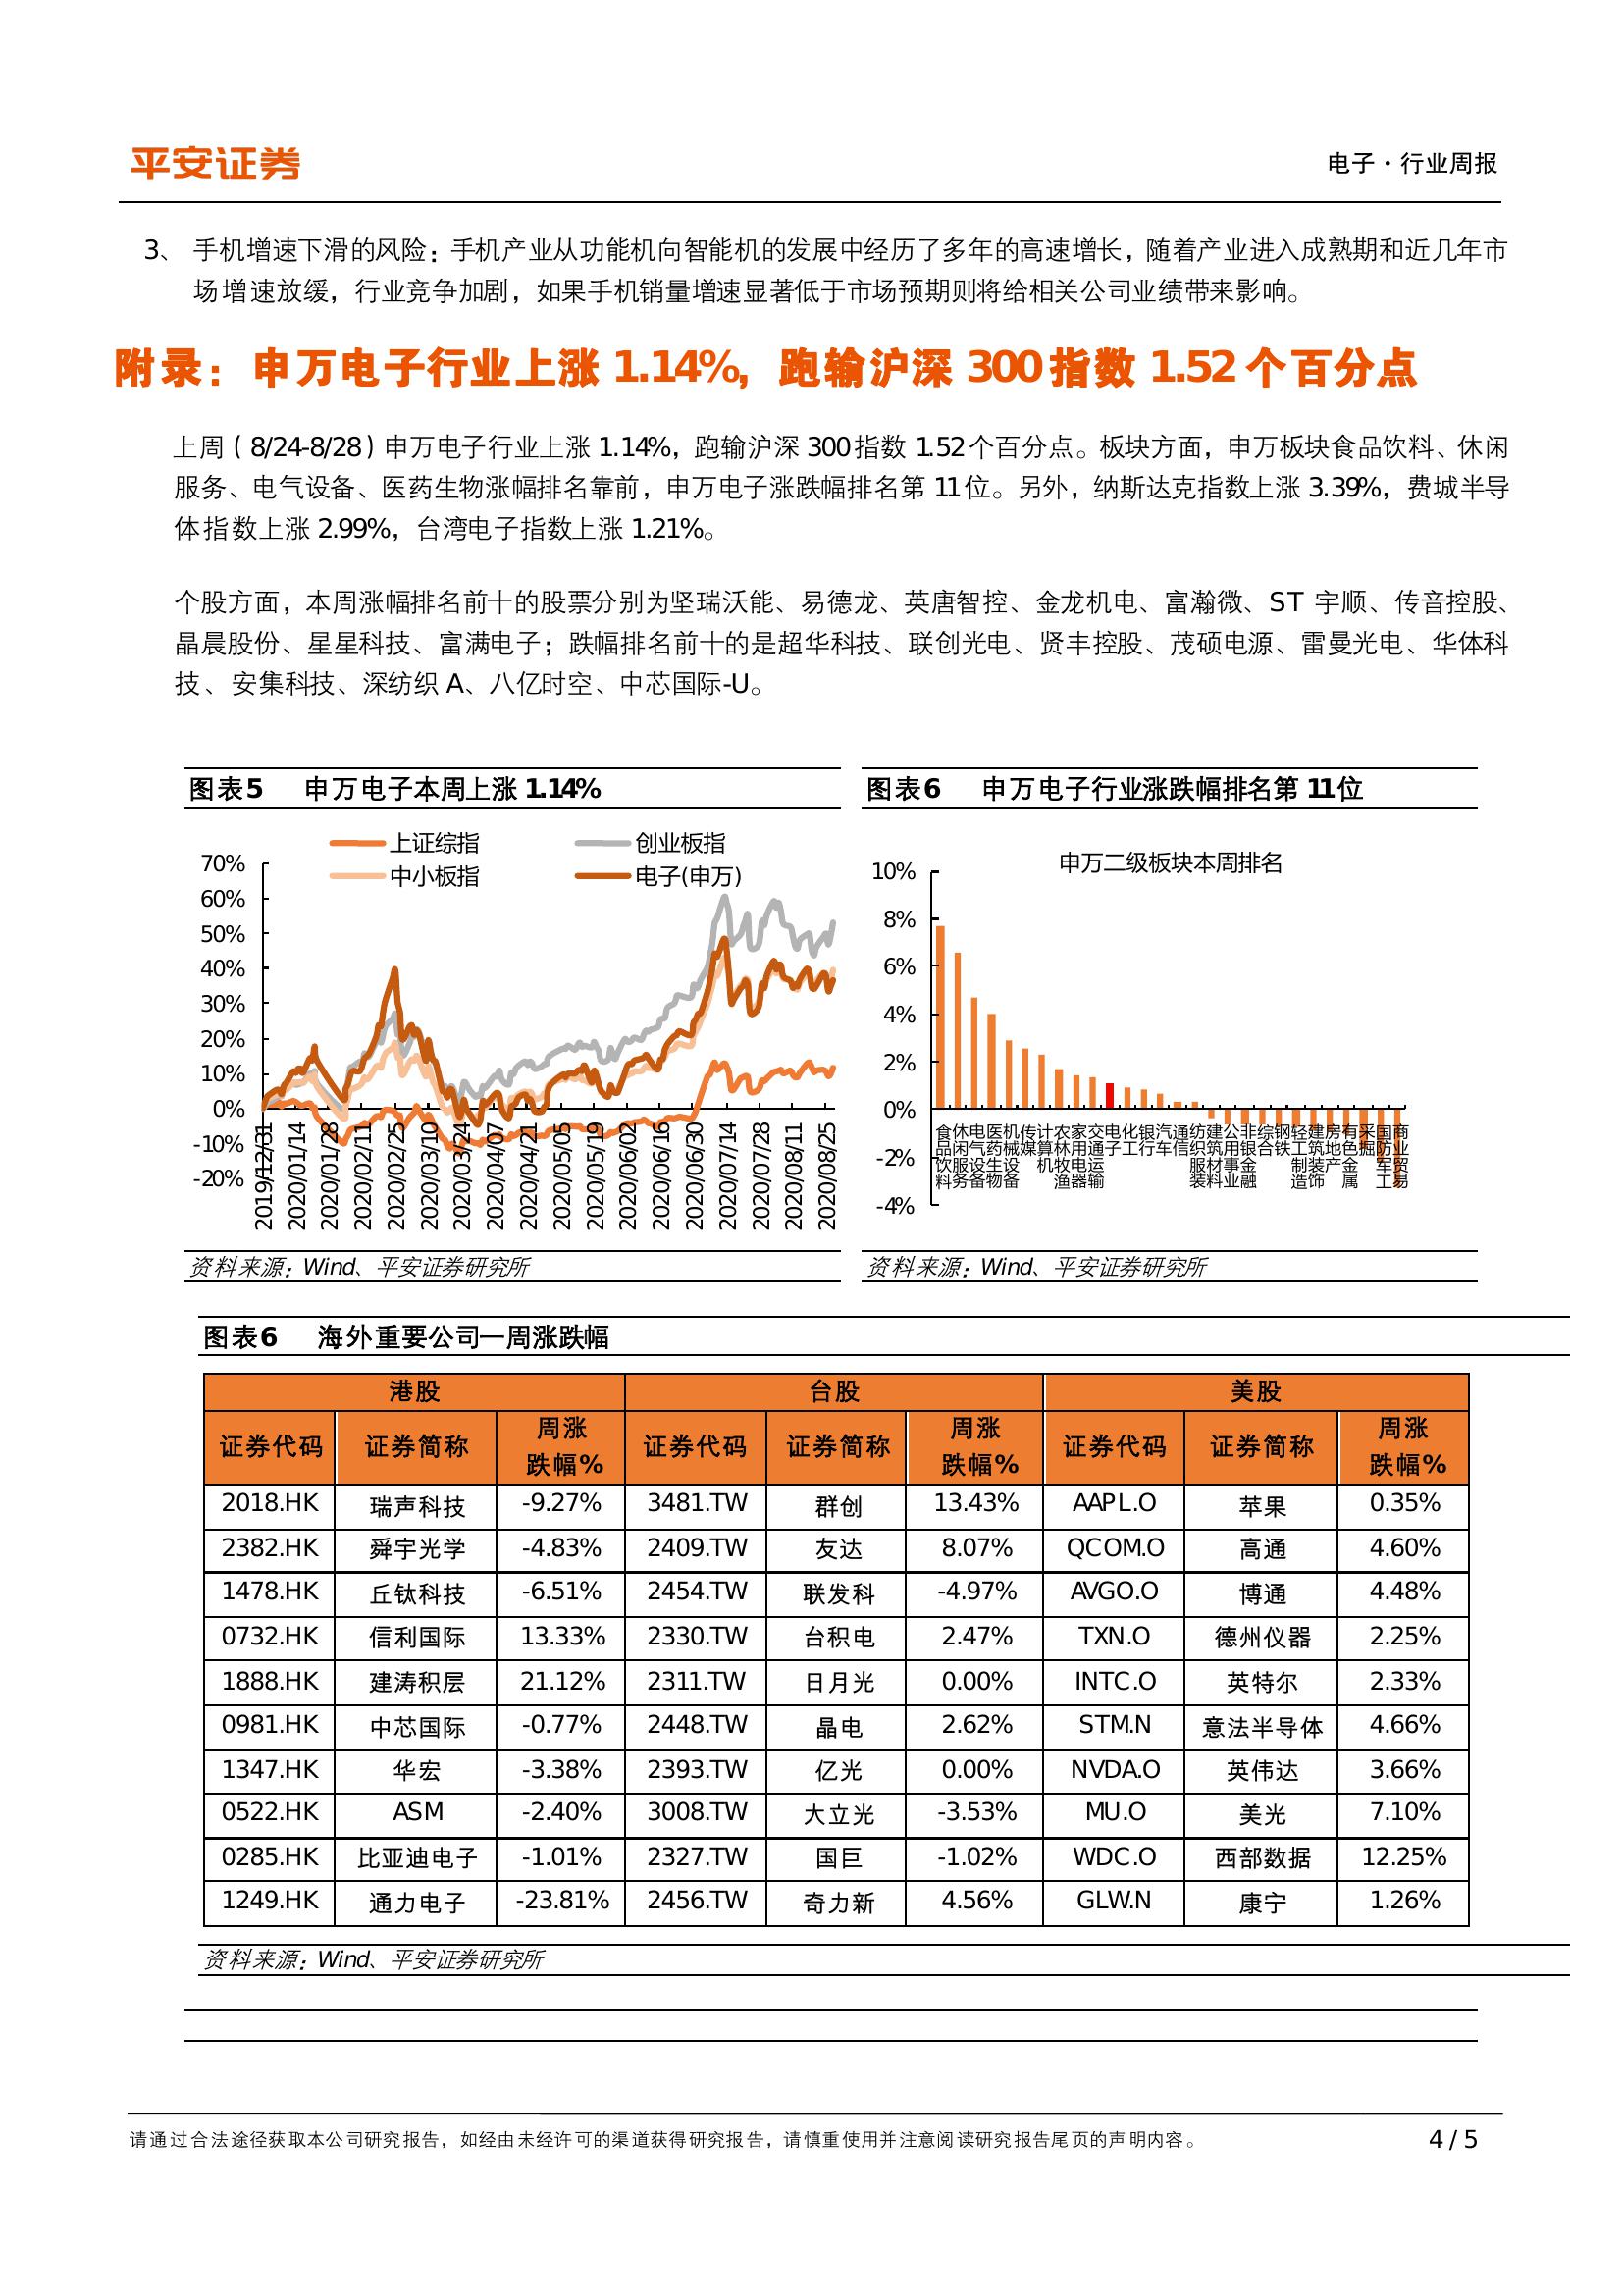 平安证券
电子·行业周报
3、 手机增速下滑的风险：手机产业从功能机向智能机的发展中经历了多年的高速增长，随着产业进入成熟期和近几年市
场增速放缓，行业竞争加剧，如果手机销量增速显著低于市场预期则将给相关公司业绩带来影响。
附录：申万电子行业上涨 1.14%，跑输沪深 300 指数 1.52 个百分点
上周（8/24-8/28）申万电子行业上涨 1.14%，跑输沪深 300 指数 1.52 个百分点。板块方面，申万板块食品饮料、休闲
服务、电气设备、医药生物涨幅排名靠前，申万电子涨跌幅排名第 11 位。另外，纳斯达克指数上涨 3.39%，费城半导
体指数上涨 2.99%，台湾电子指数上涨 1.21%。
个股方面，本周涨幅排名前十的股票分别为坚瑞沃能、易德龙、英唐智控、金龙机电、富瀚微、ST 宇顺、传音控股、
晶晨股份、星星科技、富满电子；跌幅排名前十的是超华科技、联创光电、贤丰控股、茂硕电源、雷曼光电、华体科
技、安集科技、深纺织 A、八亿时空、中芯国际-U。
图表5 申万电子本周上涨 1.14%
上证综指 创业板指
中小板指 电子(申万)
70%
60%
50%
40%
30%
20%
10%
0%
-10%
-20%
2019/12/31
2020/01/14
2020/01/28
2020/02/11
2020/02/25
2020/03/10
2020/03/24
2020/04/07
2020/04/21
2020/05/05
2020/05/19
2020/06/02
2020/06/16
2020/06/30
2020/07/14
2020/07/28
2020/08/11
2020/08/25
资料来源：Wind、平安证券研究所
图表6 申万电子行业涨跌幅排名第 11 位
申万二级板块本周排名
10%
8%
6%
4%
2%
0%
-2%
-4%
食品饮料
休闲服务
电气设备
医药生物
机械设备
传媒
计算机
农林牧渔
家用电器
交通运输
电子
化工
银行
汽车
通信
纺织服装
建筑材料
公用事业
非银金融
综合
钢铁
轻工制造
建筑装饰
房地产
有色金属
采掘
国防军工
商业贸易
资料来源：Wind、平安证券研究所
图表6 海外重要公司一周涨跌幅
港股 台股 美股
证券代码 证券简称 周涨跌幅% 证券代码 证券简称 周涨跌幅% 证券代码 证券简称 周涨跌幅%
2018.HK 瑞声科技 -9.27% 3481.TW 群创 13.43% AAPL.O 苹果 0.35%
2382.HK 舜宇光学 -4.83% 2409.TW 友达 8.07% QCOM.O 高通 4.60%
1478.HK 丘钛科技 -6.51% 2454.TW 联发科 -4.97% AVGO.O 博通 4.48%
0732.HK 信利国际 13.33% 2330.TW 台积电 2.47% TXN.O 德州仪器 2.25%
1888.HK 建涛积层 21.12% 2311.TW 日月光 0.00% INTC.O 英特尔 2.33%
0981.HK 中芯国际 -0.77% 2448.TW 晶电 2.62% STM.N 意法半导体 4.66%
1347.HK 华宏 -3.38% 2393.TW 亿光 0.00% NVDA.O 英伟达 3.66%
0522.HK ASM -2.40% 3008.TW 大立光 -3.53% MU.O 美光 7.10%
0285.HK 比亚迪电子 -1.01% 2327.TW 国巨 -1.02% WDC.O 西部数据 12.25%
1249.HK 通力电子 -23.81% 2456.TW 奇力新 4.56% GLW.N 康宁 1.26%
资料来源：Wind、平安证券研究所
请通过合法途径获取本公司研究报告，如经由未经许可的渠道获得研究报告，请慎重使用并注意阅读研究报告尾页的声明内容。
4 / 5